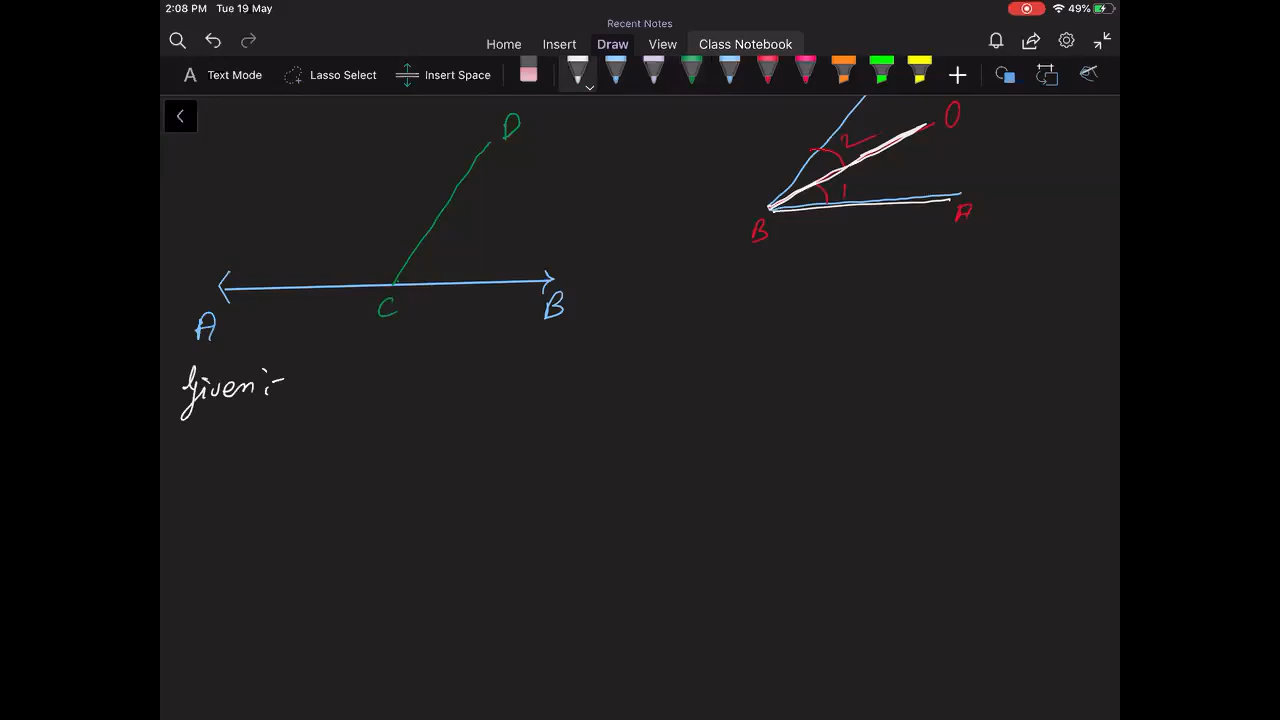 2:08 PM Tue 19 May
49%
Recent Notes
Home Insert Draw View Class Notebook
A Text Mode Lasso Select Insert Space
D
C
A
B
O
2
1
B
A
Given :-